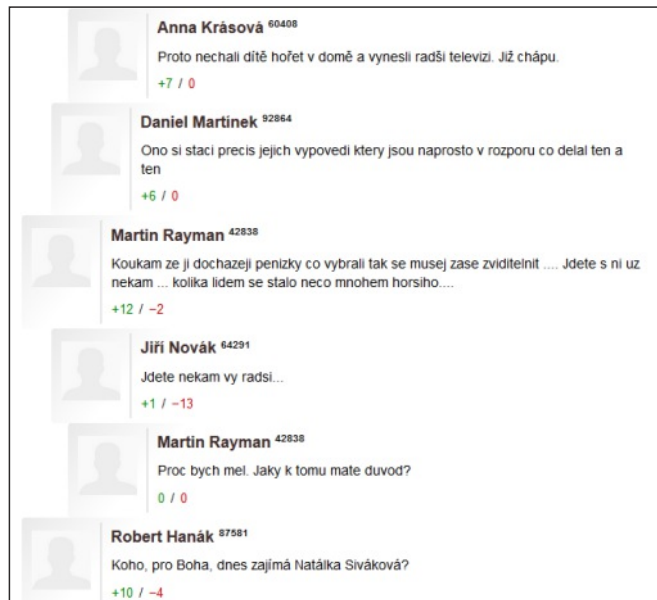 Anna Krásová 60408
Proto nechali dítě hořet v domě a vynesli radši televizi. Již chápu.
+7 / 0
Daniel Martinek 92864
Ono si staci precis jejich vypovedi ktery jsou naprosto v rozporu co delal ten a
ten
+6 / 0
Martin Rayman 42838
Koukam ze ji dochazeji penizky co vybrali tak se musej zase zviditelnit .... Jdete s ni uz
nekam ... kolika lidem se stalo neco mnohem horsiho....
+12 / −2
Jiří Novák 64291
Jdete nekam vy radsi...
+1 / −13
Martin Rayman 42838
Proc bych mel. Jaky k tomu mate duvod?
0 / 0
Robert Hanák 87581
Koho, pro Boha, dnes zajímá Natálka Siváková?
+10 / −4